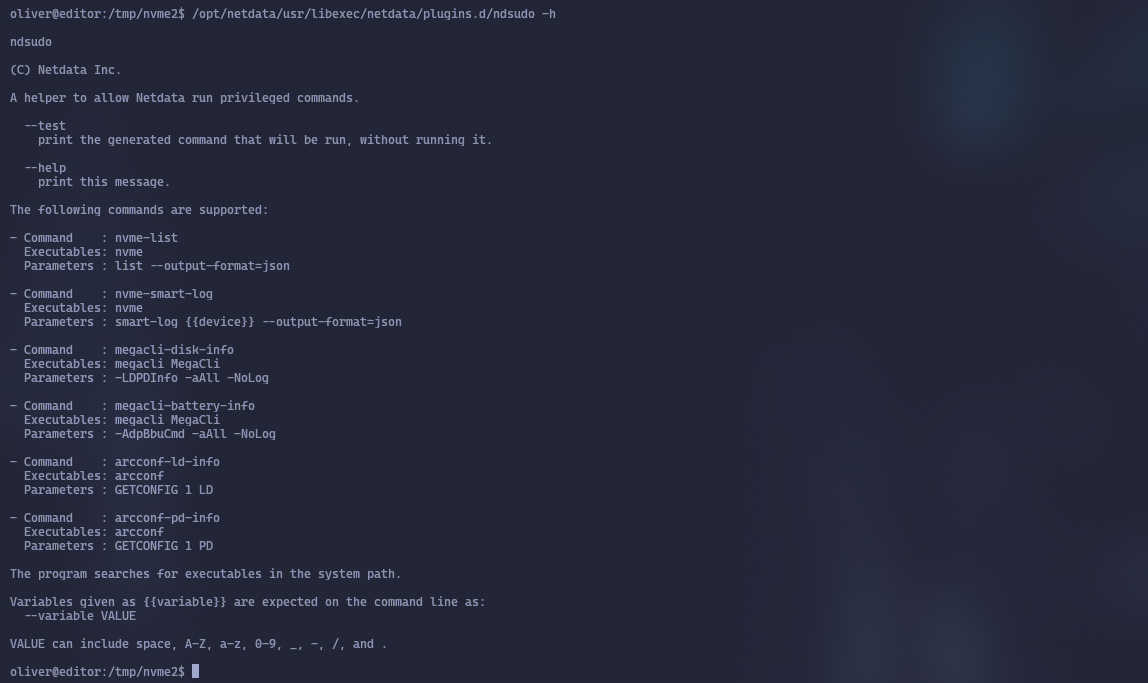 oliver@editor:/tmp/nvme2$ /opt/netdata/usr/libexec/netdata/plugins.d/ndsudo -h

ndsudo

(C) Netdata Inc.

A helper to allow Netdata run privileged commands.

  --test
    print the generated command that will be run, without running it.

  --help
    print this message.

The following commands are supported:

- Command    : nvme-list
  Executables: nvme
  Parameters : list --output-format=json

- Command    : nvme-smart-log
  Executables: nvme
  Parameters : smart-log {{device}} --output-format=json

- Command    : megacli-disk-info
  Executables: megacli MegaCli
  Parameters : -LDPDInfo -aAll -NoLog

- Command    : megacli-battery-info
  Executables: megacli MegaCli
  Parameters : -AdpBbuCmd -aAll -NoLog

- Command    : arcconf-ld-info
  Executables: arcconf
  Parameters : GETCONFIG 1 LD

- Command    : arcconf-pd-info
  Executables: arcconf
  Parameters : GETCONFIG 1 PD

The program searches for executables in the system path.

Variables given as {{variable}} are expected on the command line as:
  --variable VALUE

VALUE can include space, A-Z, a-z, 0-9, _, -, /, and .

oliver@editor:/tmp/nvme2$